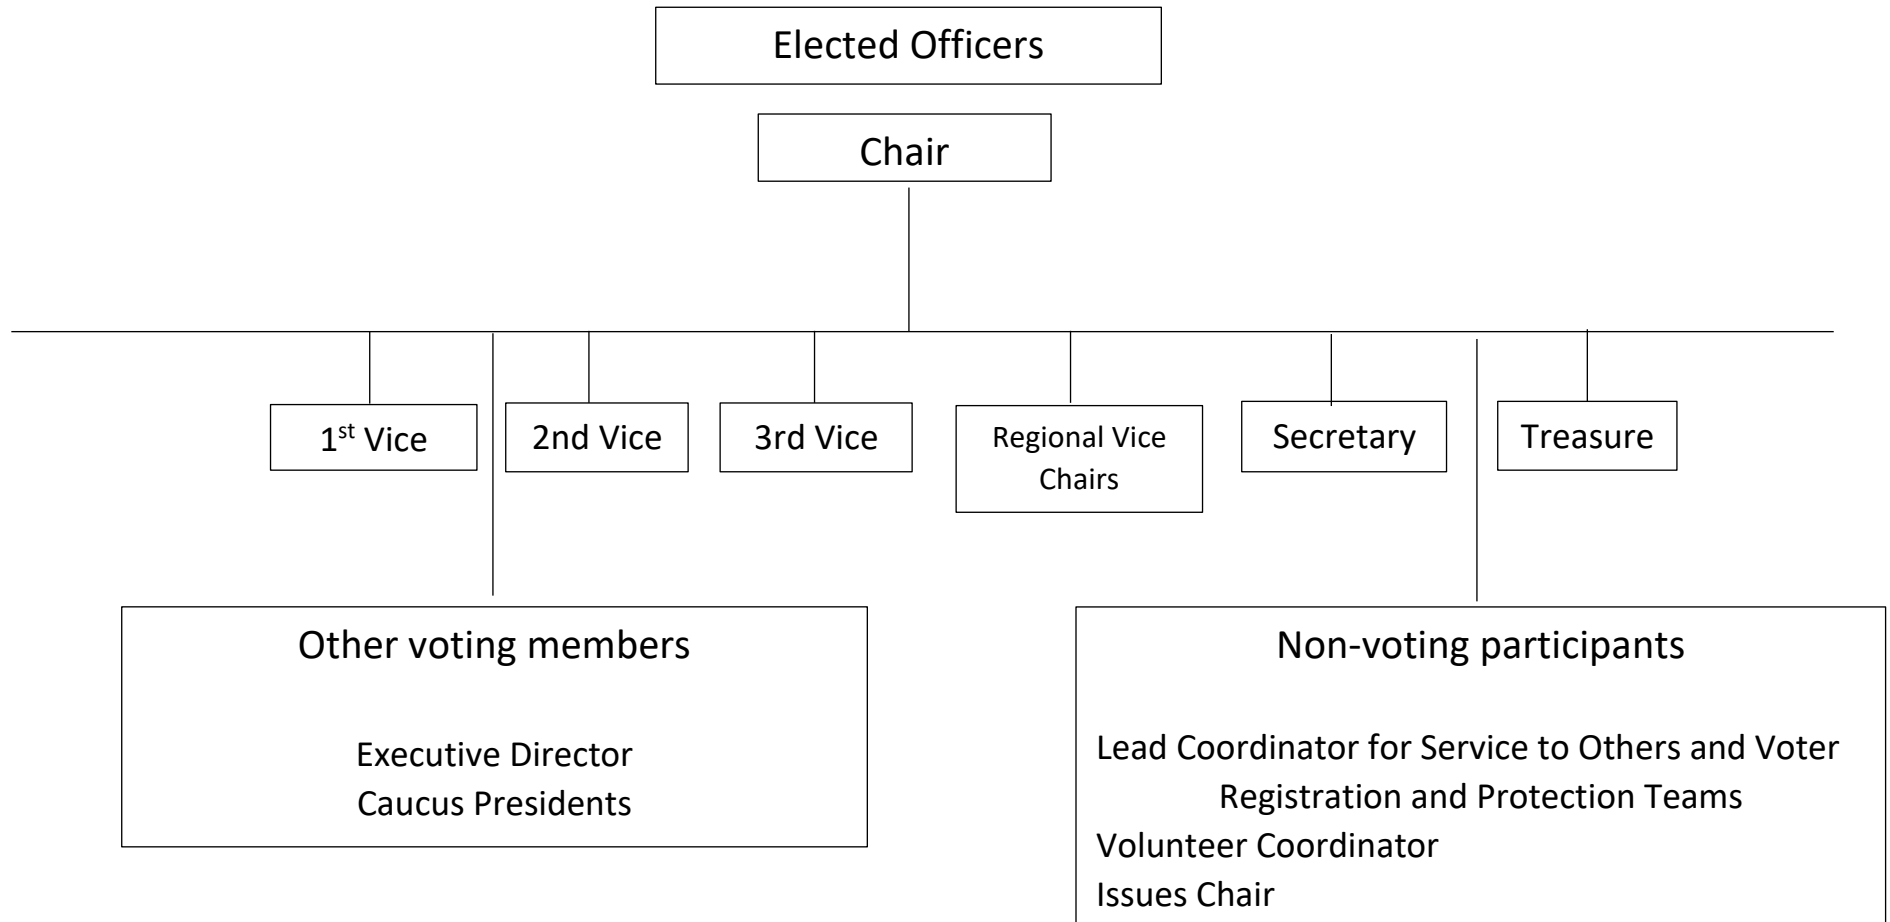 Elected Officers
Chair
1st Vice
2nd Vice
3rd Vice
Regional Vice
Chairs
Secretary
Treasure
Other voting members
Executive Director
Caucus Presidents
Non-voting participants
Lead Coordinator for Service to Others and Voter
Registration and Protection Teams
Volunteer Coordinator
Issues Chair